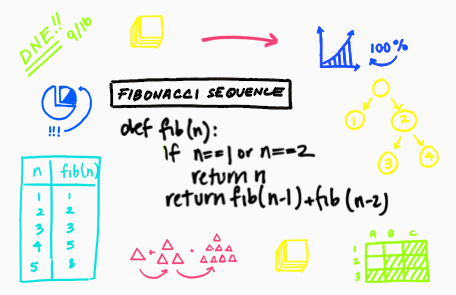 DNE!!
9/16
100%
!!!
FIBONACCI SEQUENCE
def fib(n):
if n==1 or n==2
return n
return fib(n-1)+fib(n-2)
1
2
3
4
n fib(n)
1 1
2 2
3 3
4 5
5 8
+ +
A B C
1
2
3